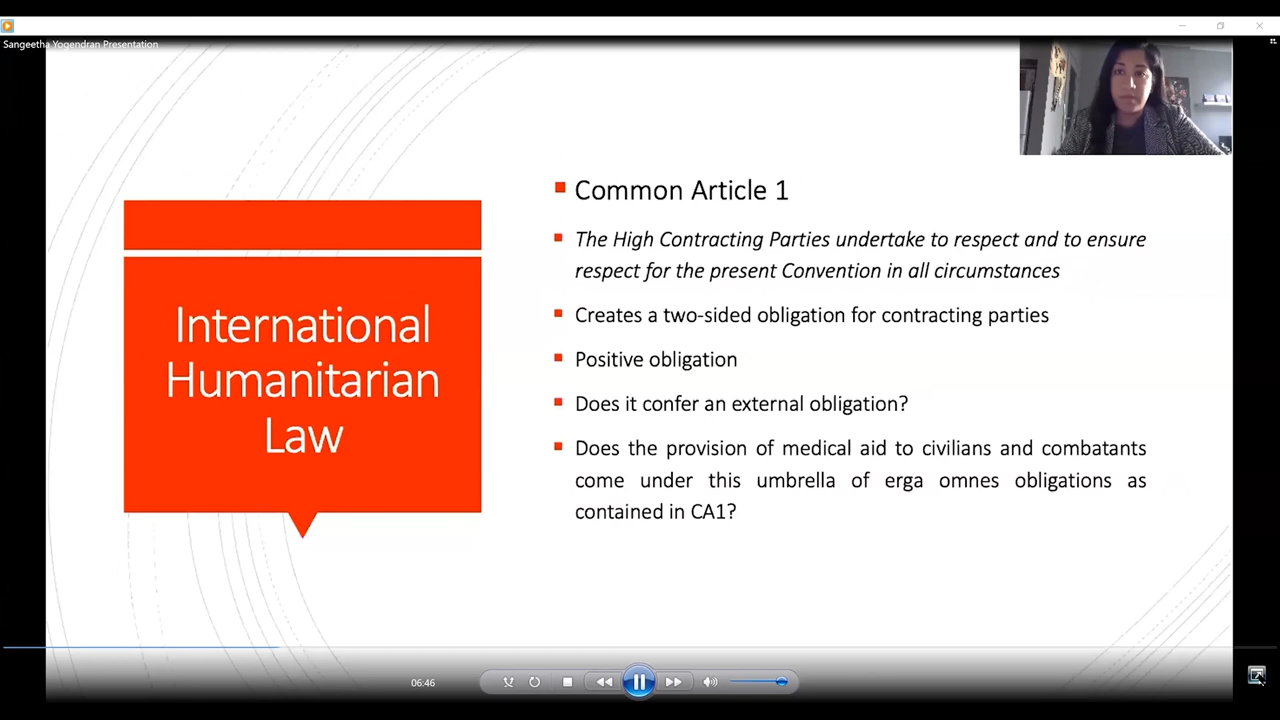 Sangeetha Yogendran Presentation
International
Humanitarian
Law
Common Article 1
The High Contracting Parties undertake to respect and to ensure
respect for the present Convention in all circumstances
Creates a two-sided obligation for contracting parties
Positive obligation
Does it confer an external obligation?
Does the provision of medical aid to civilians and combatants
come under this umbrella of erga omnes obligations as
contained in CA1?
06:46